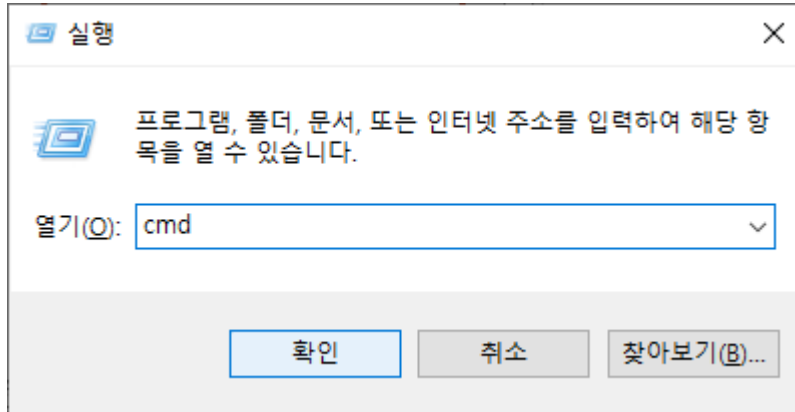 실행
프로그램, 폴더, 문서, 또는 인터넷 주소를 입력하여 해당 항
목을 열 수 있습니다.
열기(O): cmd
확인 취소 찾아보기(B)...